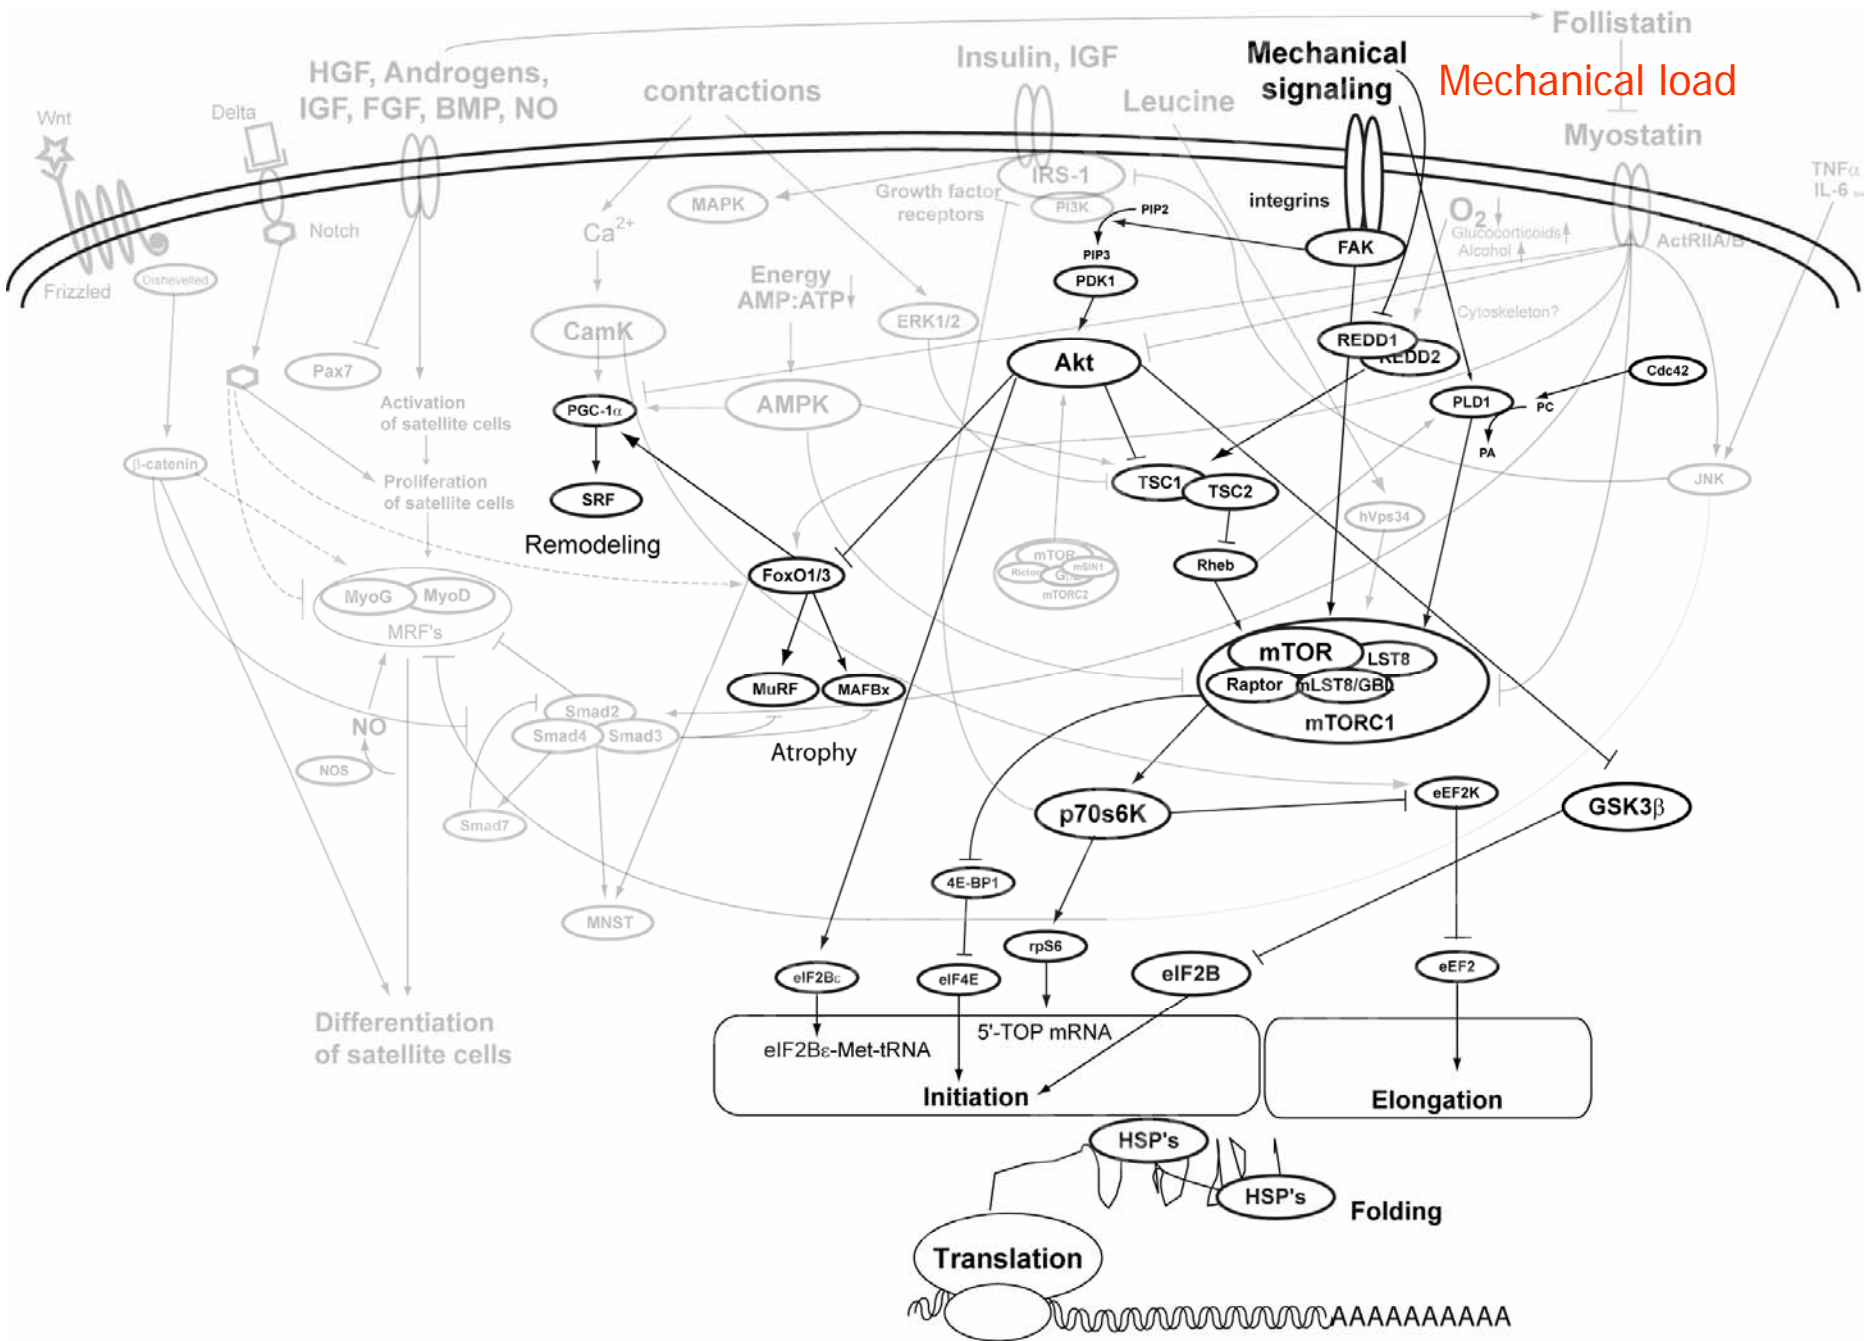 Follistatin
Mechanical
signaling
Mechanical load
Insulin, IGF
HGF, Androgens,
IGF, FGF, BMP, NO
contractions
Leucine
Wnt
Delta
Myostatin
TNFα
IL-6
IRS-1
PI3K
MAPK
Growth factor
receptors
integrins
PIP2
O2
Glucocorticoids
Alcohol
ActRIIA/B
Notch
Ca2+
FAK
PIP3
PDK1
Frizzled
Dishevelled
Energy
AMP:ATP
ERK1/2
Cytoskeleton?
CamK
REDD1
REDD2
Akt
Pax7
Cdc42
PGC-1α
AMPK
PLD1
PC
PA
Activation
of satellite cells
β-catenin
Proliferation
of satellite cells
TSC1
TSC2
JNK
SRF
hVps34
Remodeling
mTOR
Rictor
mSIN1
mTORC2
Rheb
FoxO1/3
MyoG
MyoD
MRF's
mTOR
LST8
Raptor
mLST8/GBL
mTORC1
MuRF
MAFBx
Smad2
Smad4
Smad3
NO
NOS
Atrophy
eEF2K
p70s6K
GSK3β
Smad7
4E-BP1
MNST
rpS6
eIF2Bε
eIF4E
eIF2B
eEF2
Differentiation
of satellite cells
5'-TOP mRNA
eIF2Bε-Met-tRNA
Initiation
Elongation
HSP's
HSP's
Folding
Translation
AAAAAAAAAA